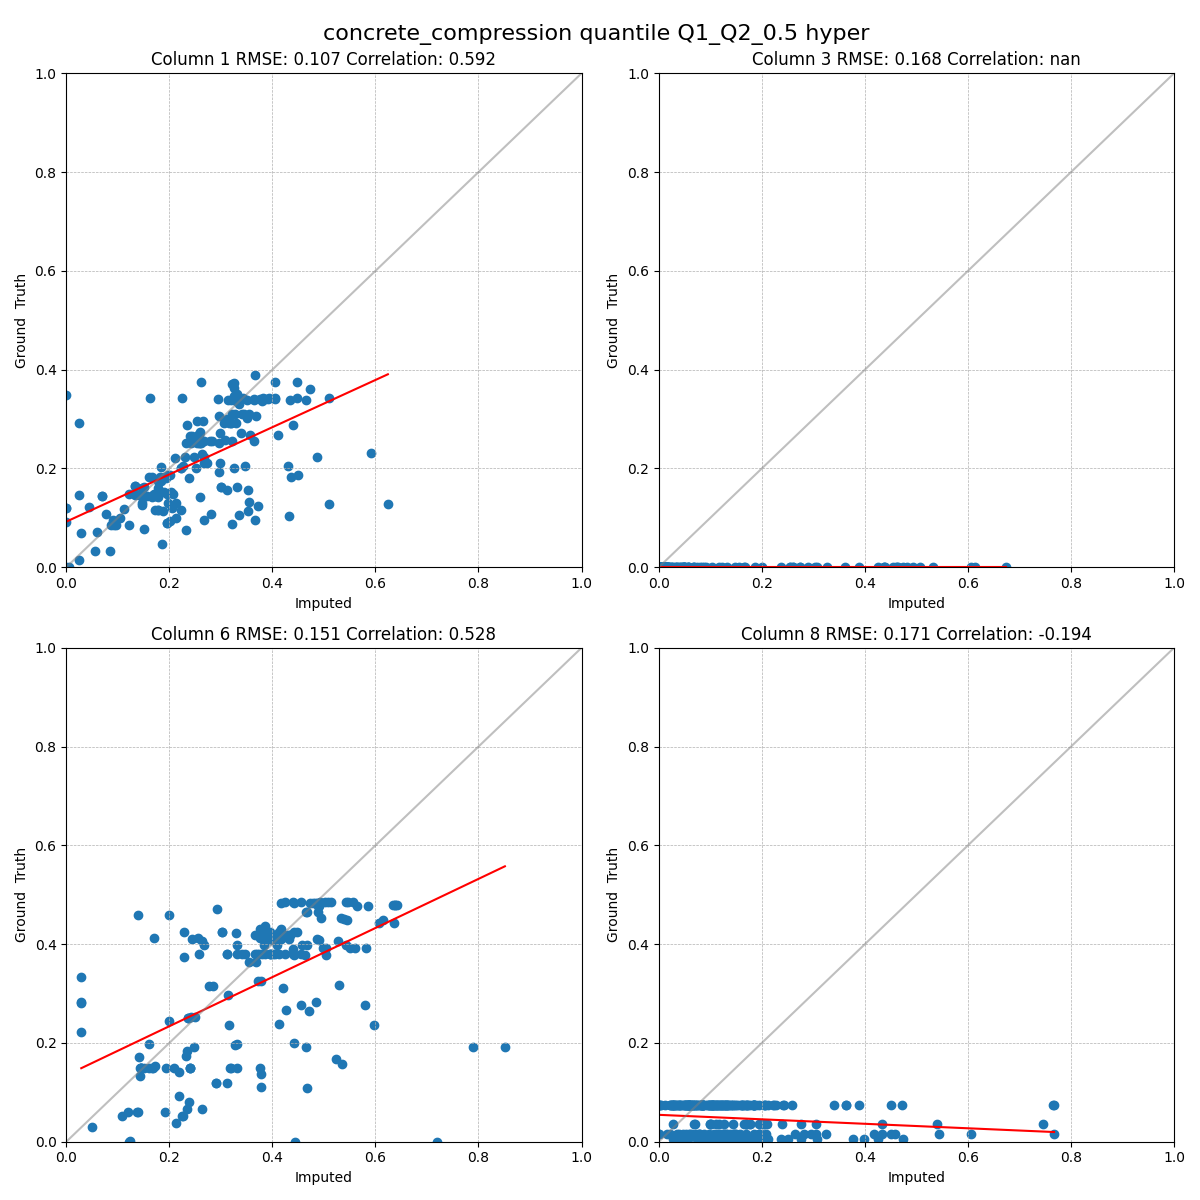 concrete_compression quantile Q1_Q2_0.5 hyper
Column 1 RMSE: 0.107 Correlation: 0.592
1.0
0.8
0.6
0.4
0.2
0.0
Ground Truth
0.0 0.2 0.4 0.6 0.8 1.0
Imputed
Column 3 RMSE: 0.168 Correlation: nan
1.0
0.8
0.6
0.4
0.2
0.0
Ground Truth
0.0 0.2 0.4 0.6 0.8 1.0
Imputed
Column 6 RMSE: 0.151 Correlation: 0.528
1.0
0.8
0.6
0.4
0.2
0.0
Ground Truth
0.0 0.2 0.4 0.6 0.8 1.0
Imputed
Column 8 RMSE: 0.171 Correlation: -0.194
1.0
0.8
0.6
0.4
0.2
0.0
Ground Truth
0.0 0.2 0.4 0.6 0.8 1.0
Imputed